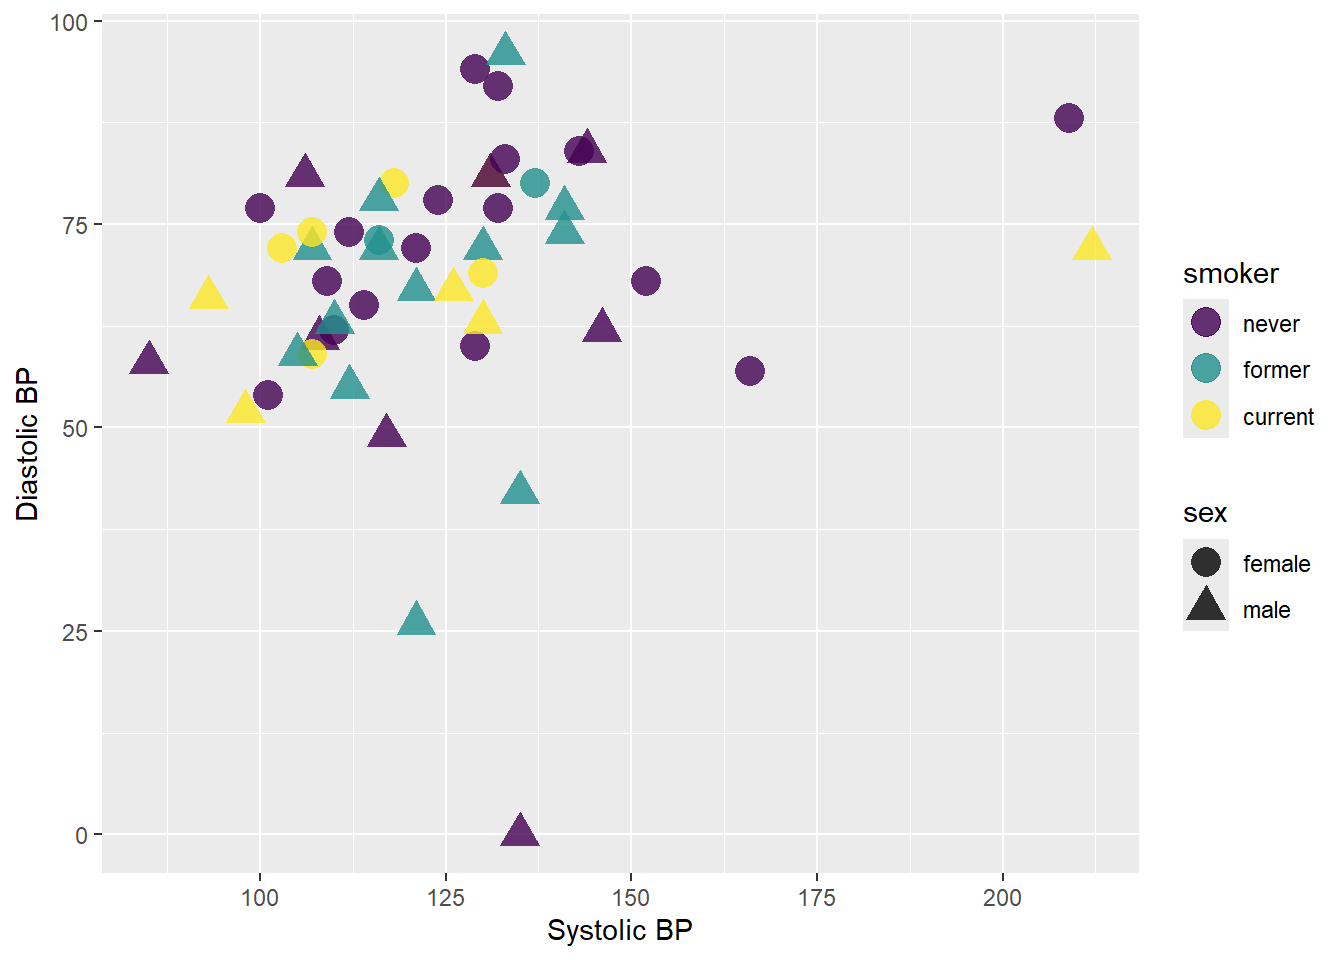 100
75
50
25
0
Diastolic BP
100
125
150
175
200
Systolic BP
smoker
never
former
current
sex
female
male